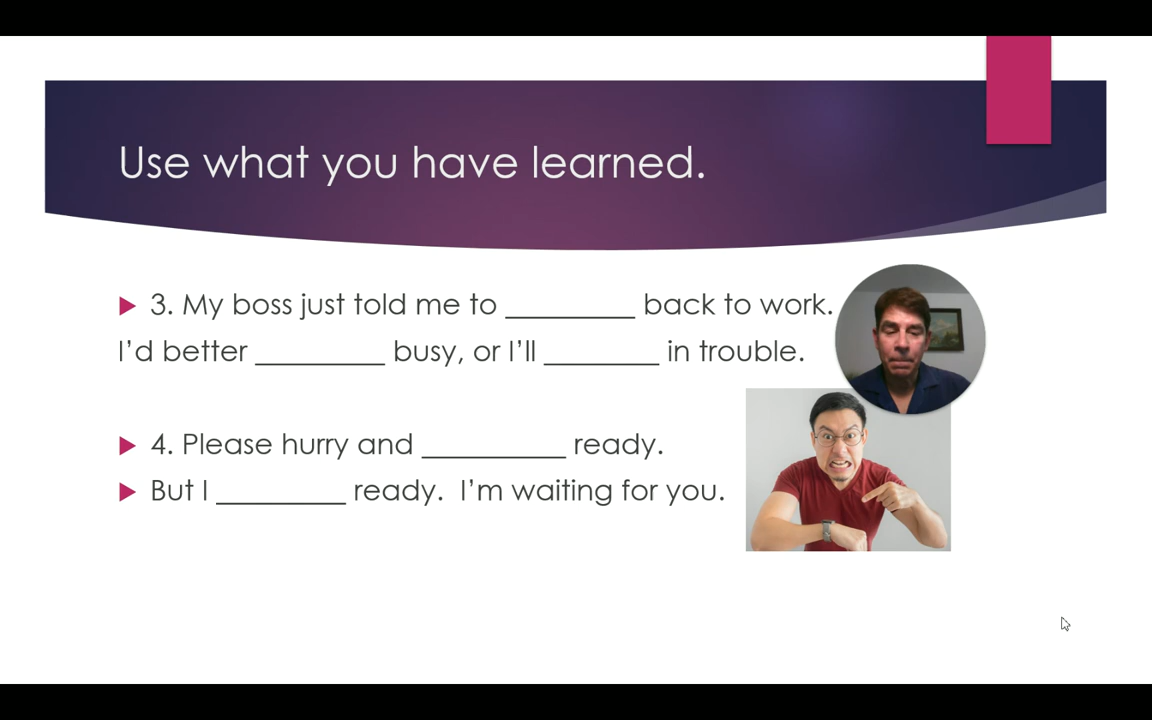 Use what you have learned.
3. My boss just told me to _________ back to work.
I'd better _________ busy, or I'll ________ in trouble.
4. Please hurry and __________ ready.
But I _________ ready.  I'm waiting for you.